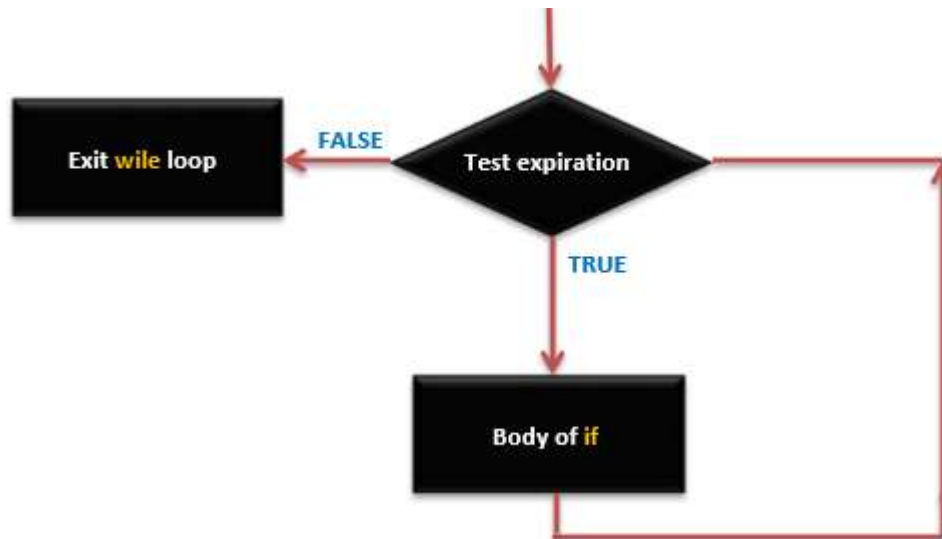 FALSE
Exit wile loop
Test expiration
TRUE
Body of if